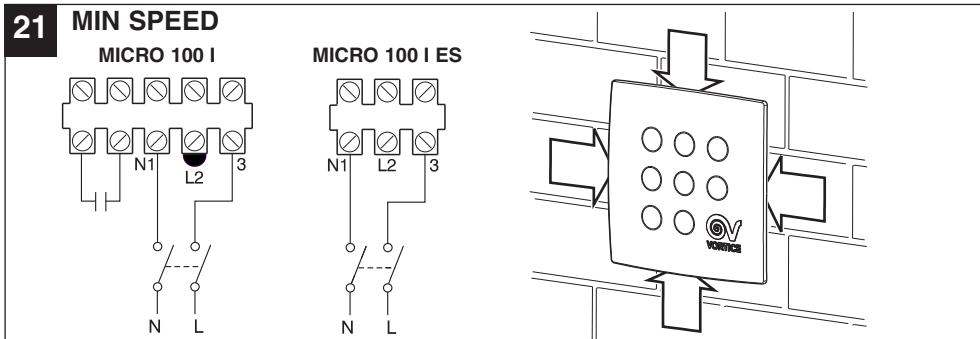 21 MIN SPEED
MICRO 100 I
MICRO 100 I ES
N1 L2 3
N1 L2 3
N L
N L
VORTICE